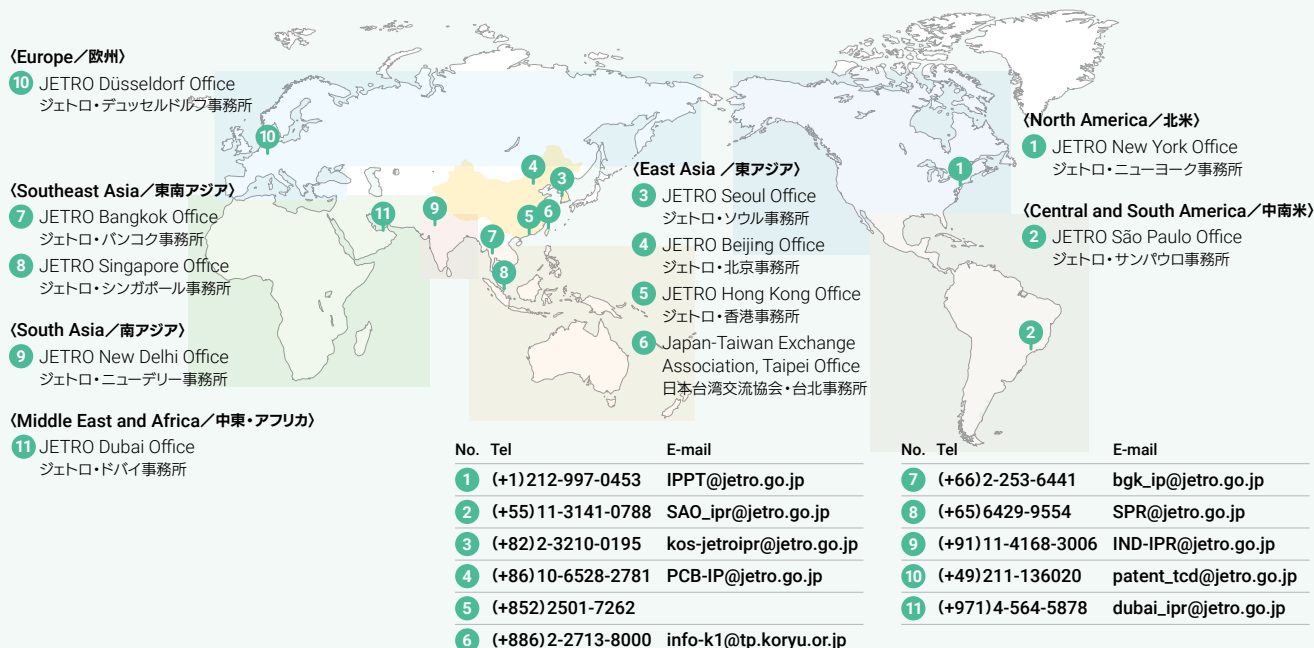 〈Europe／欧州〉
10 JETRO Düsseldorf Office
ジェトロ・デュッセルドルフ事務所
〈Southeast Asia／東南アジア〉
7 JETRO Bangkok Office
ジェトロ・バンコク事務所
8 JETRO Singapore Office
ジェトロ・シンガポール事務所
〈South Asia／南アジア〉
9 JETRO New Delhi Office
ジェトロ・ニューデリー事務所
〈Middle East and Africa／中東・アフリカ〉
11 JETRO Dubai Office
ジェトロ・ドバイ事務所
10
4
3
9
11
5
6
7
8
1
2
〈East Asia／東アジア〉
3 JETRO Seoul Office
ジェトロ・ソウル事務所
4 JETRO Beijing Office
ジェトロ・北京事務所
5 JETRO Hong Kong Office
ジェトロ・香港事務所
6 Japan-Taiwan Exchange
Association, Taipei Office
日本台湾交流協会・台北事務所
〈North America／北米〉
1 JETRO New York Office
ジェトロ・ニューヨーク事務所
〈Central and South America／中南米〉
2 JETRO São Paulo Office
ジェトロ・サンパウロ事務所
No. Tel E-mail
1 (+1)212-997-0453 IPPT@jetro.go.jp
2 (+55)11-3141-0788 SAO_ipr@jetro.go.jp
3 (+82)2-3210-0195 kos-jetroipr@jetro.go.jp
4 (+86)10-6528-2781 PCB-IP@jetro.go.jp
5 (+852)2501-7262
6 (+886)2-2713-8000 info-k1@tp.koryu.or.jp
No. Tel E-mail
7 (+66)2-253-6441 bgk_ip@jetro.go.jp
8 (+65)6429-9554 SPR@jetro.go.jp
9 (+91)11-4168-3006 IND-IPR@jetro.go.jp
10 (+49)211-136020 patent_tcd@jetro.go.jp
11 (+971)4-564-5878 dubai_ipr@jetro.go.jp